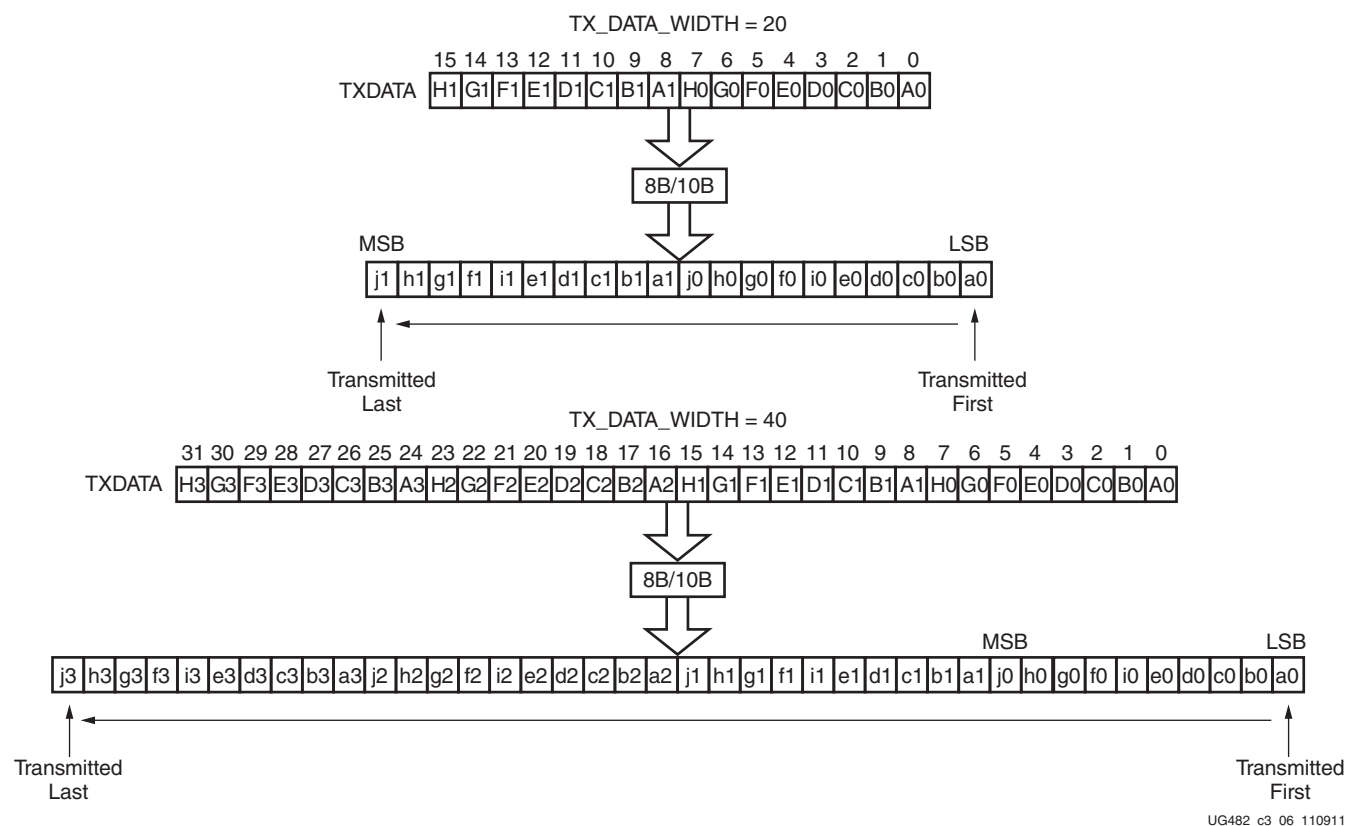 TX_DATA_WIDTH = 20
15 14 13 12 11 10 9 8 7 6 5 4 3 2 1 0
TXDATA H1 G1 F1 E1 D1 C1 B1 A1 H0 G0 F0 E0 D0 C0 B0 A0
8B/10B
MSB LSB
j1 h1 g1 f1 i1 e1 d1 c1 b1 a1 j0 h0 g0 f0 i0 e0 d0 c0 b0 a0
Transmitted Transmitted
Last First
TX_DATA_WIDTH = 40
31 30 29 28 27 26 25 24 23 22 21 20 19 18 17 16 15 14 13 12 11 10 9 8 7 6 5 4 3 2 1 0
TXDATA H3 G3 F3 E3 D3 C3 B3 A3 H2 G2 F2 E2 D2 C2 B2 A2 H1 G1 F1 E1 D1 C1 B1 A1 H0 G0 F0 E0 D0 C0 B0 A0
8B/10B
MSB LSB
j3 h3 g3 f3 i3 e3 d3 c3 b3 a3 j2 h2 g2 f2 i2 e2 d2 c2 b2 a2 j1 h1 g1 f1 i1 e1 d1 c1 b1 a1 j0 h0 g0 f0 i0 e0 d0 c0 b0 a0
Transmitted Transmitted
Last First
UG482_c3_06_110911